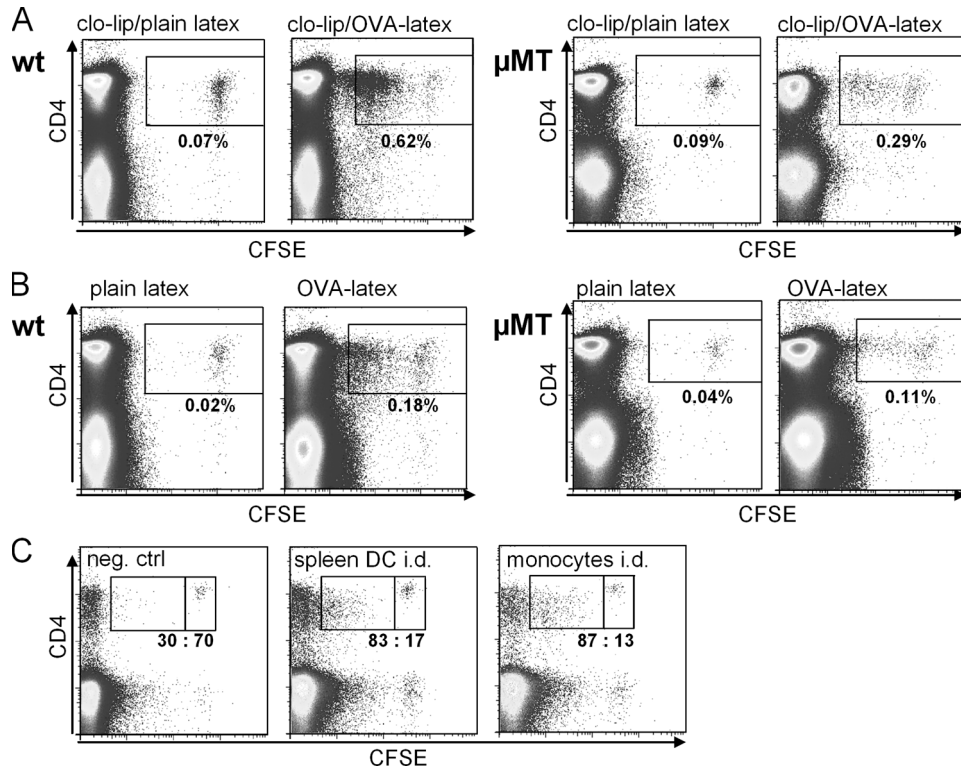 A
clo-lip/plain latex
clo-lip/OVA-latex
clo-lip/plain latex
clo-lip/OVA-latex
wt
µMT
CD4
CD4
0.07%
0.62%
0.09%
0.29%
CFSE
CFSE
B
plain latex
OVA-latex
plain latex
OVA-latex
wt
µMT
CD4
CD4
0.02%
0.18%
0.04%
0.11%
CFSE
CFSE
C
neg. ctrl
spleen DC i.d.
monocytes i.d.
CD4
30 : 70
83 : 17
87 : 13
CFSE